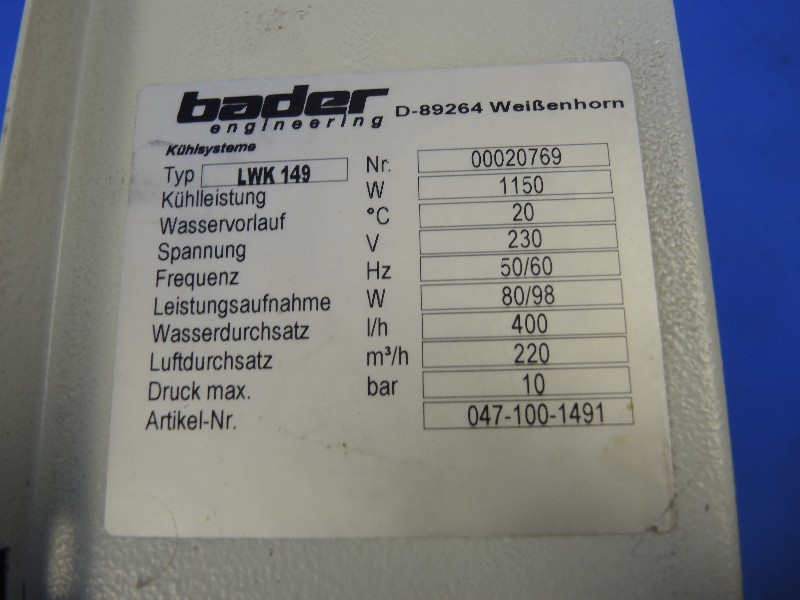 bader
engineering D-89264 Weißenhorn
Kühlsysteme
Typ LWK 149 Nr. 00020769
Kühlleistung W 1150
Wasservorlauf °C 20
Spannung V 230
Frequenz Hz 50/60
Leistungsaufnahme W 80/98
Wasserdurchsatz l/h 400
Luftdurchsatz m³/h 220
Druck max. bar 10
Artikel-Nr. 047-100-1491